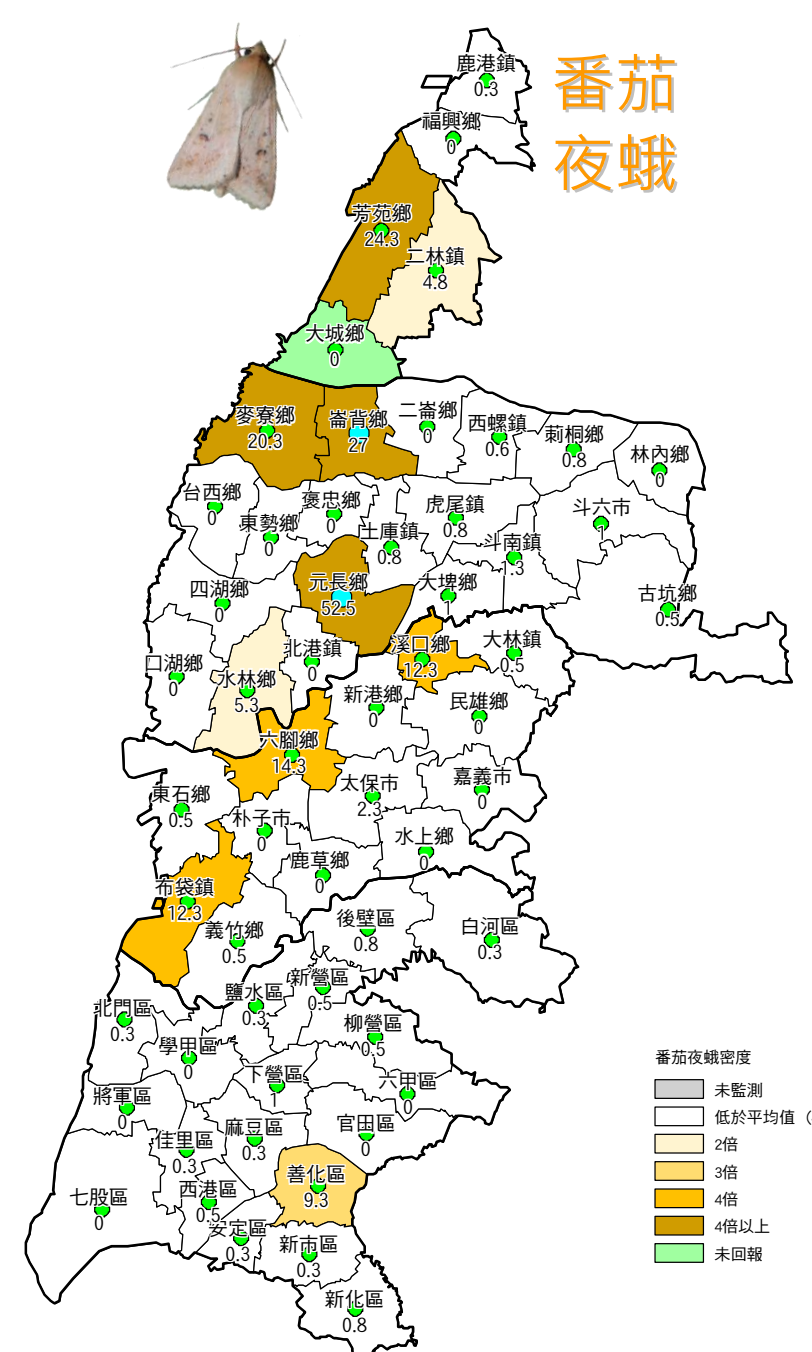 番茄
夜蛾
鹿港鎮
0.3
福興鄉
0
芳苑鄉
24.3
二林鎮
4.8
大城鄉
0
麥寮鄉
20.3
崙背鄉
27
二崙鄉
0
西螺鎮
0.6
莿桐鄉
0.8
林內鄉
0
台西鄉
0
東勢鄉
0
褒忠鄉
0
土庫鎮
0.8
虎尾鎮
0.8
斗南鎮
1.3
斗六市
1
四湖鄉
0
元長鄉
52.5
大埤鄉
1
古坑鄉
0.5
口湖鄉
0
水林鄉
5.3
北港鎮
0
溪口鄉
12.3
大林鎮
0.5
新港鄉
0
民雄鄉
0
六腳鄉
14.3
東石鄉
0.5
朴子市
0
太保市
2.3
嘉義市
0
水上鄉
0
鹿草鄉
0
布袋鎮
12.3
義竹鄉
0.5
後壁區
0.8
白河區
0.3
北門區
0.3
鹽水區
0.3
新營區
0.5
柳營區
0.5
學甲區
0
下營區
1
六甲區
0
將軍區
0
佳里區
0.3
麻豆區
0.3
官田區
0
七股區
0
西港區
0.5
善化區
9.3
安定區
0.3
新市區
0.3
新化區
0.8
番茄夜蛾密度
未監測
低於平均值（
2倍
3倍
4倍
4倍以上
未回報